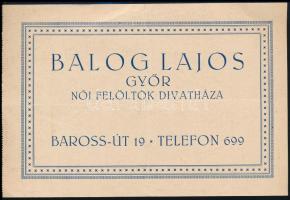 BALOG LAJOS
GYŐR
NŐI FELÖLTŐK DIVATHÁZA
BAROSS-ÚT 19 • TELEFON 699